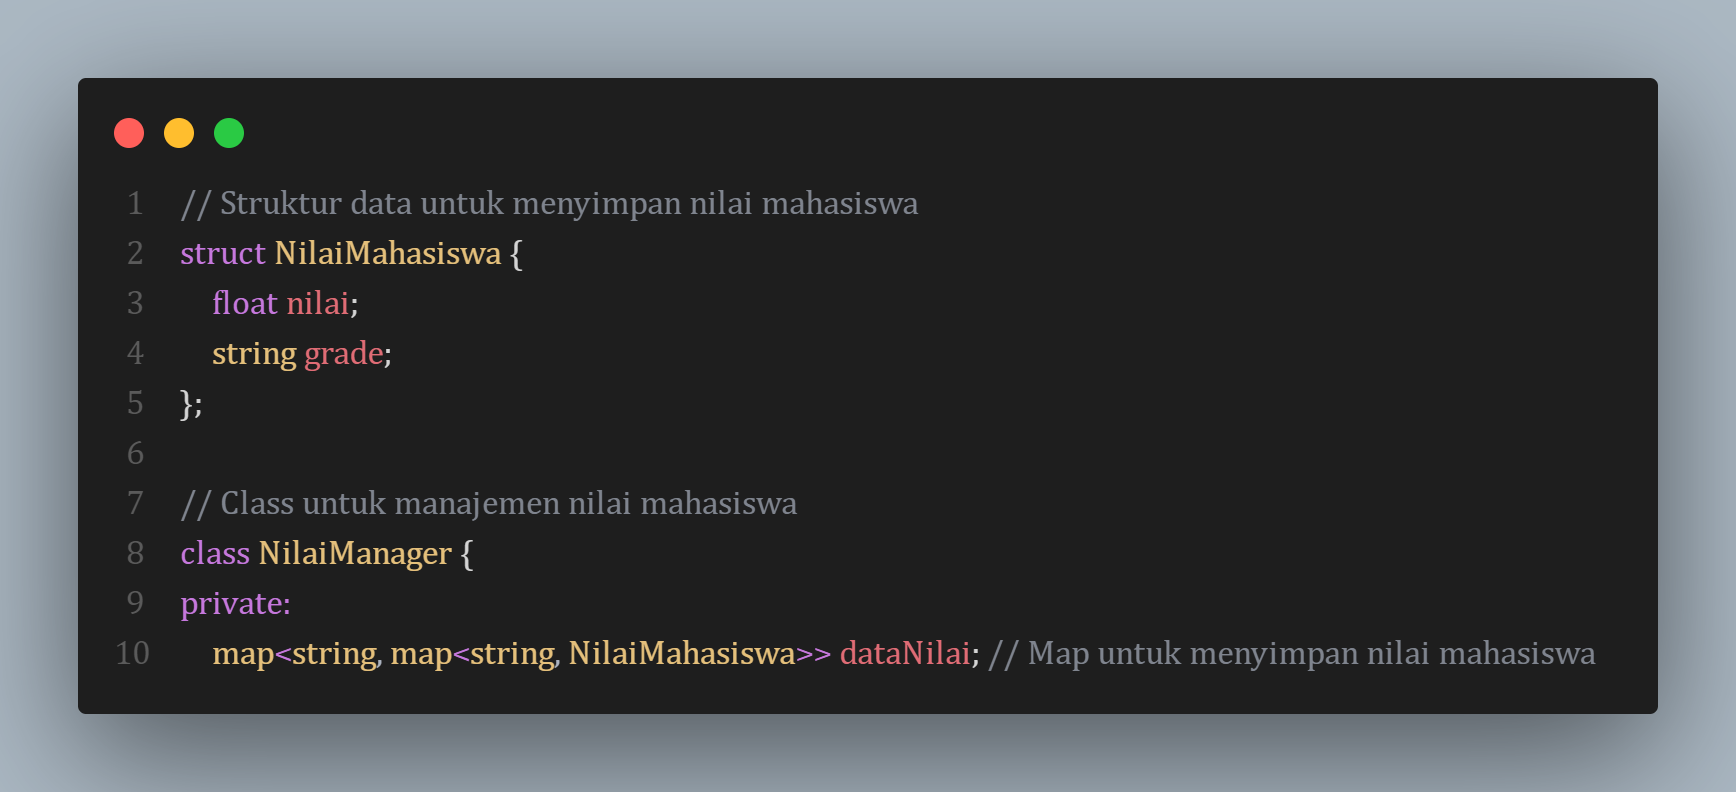 1 // Struktur data untuk menyimpan nilai mahasiswa
2 struct NilaiMahasiswa {
3     float nilai;
4     string grade;
5 };
6
7 // Class untuk manajemen nilai mahasiswa
8 class NilaiManager {
9 private:
10     map<string, map<string, NilaiMahasiswa>> dataNilai; // Map untuk menyimpan nilai mahasiswa